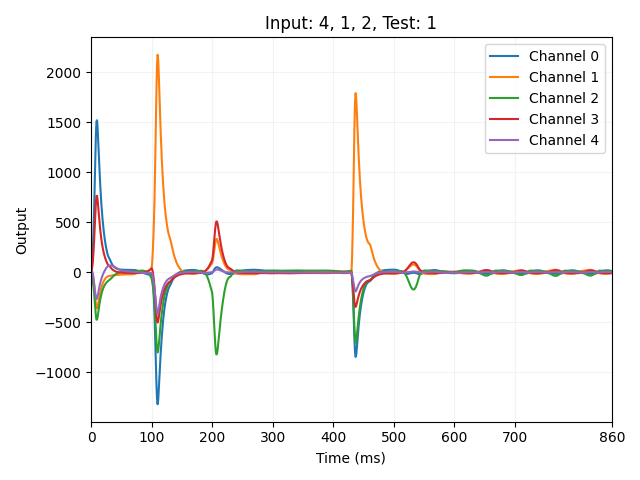 Input: 4, 1, 2, Test: 1
Channel 0
Channel 1
Channel 2
Channel 3
Channel 4
2000
1500
1000
500
0
−500
−1000
Output
0 100 200 300 400 500 600 700 860
Time (ms)